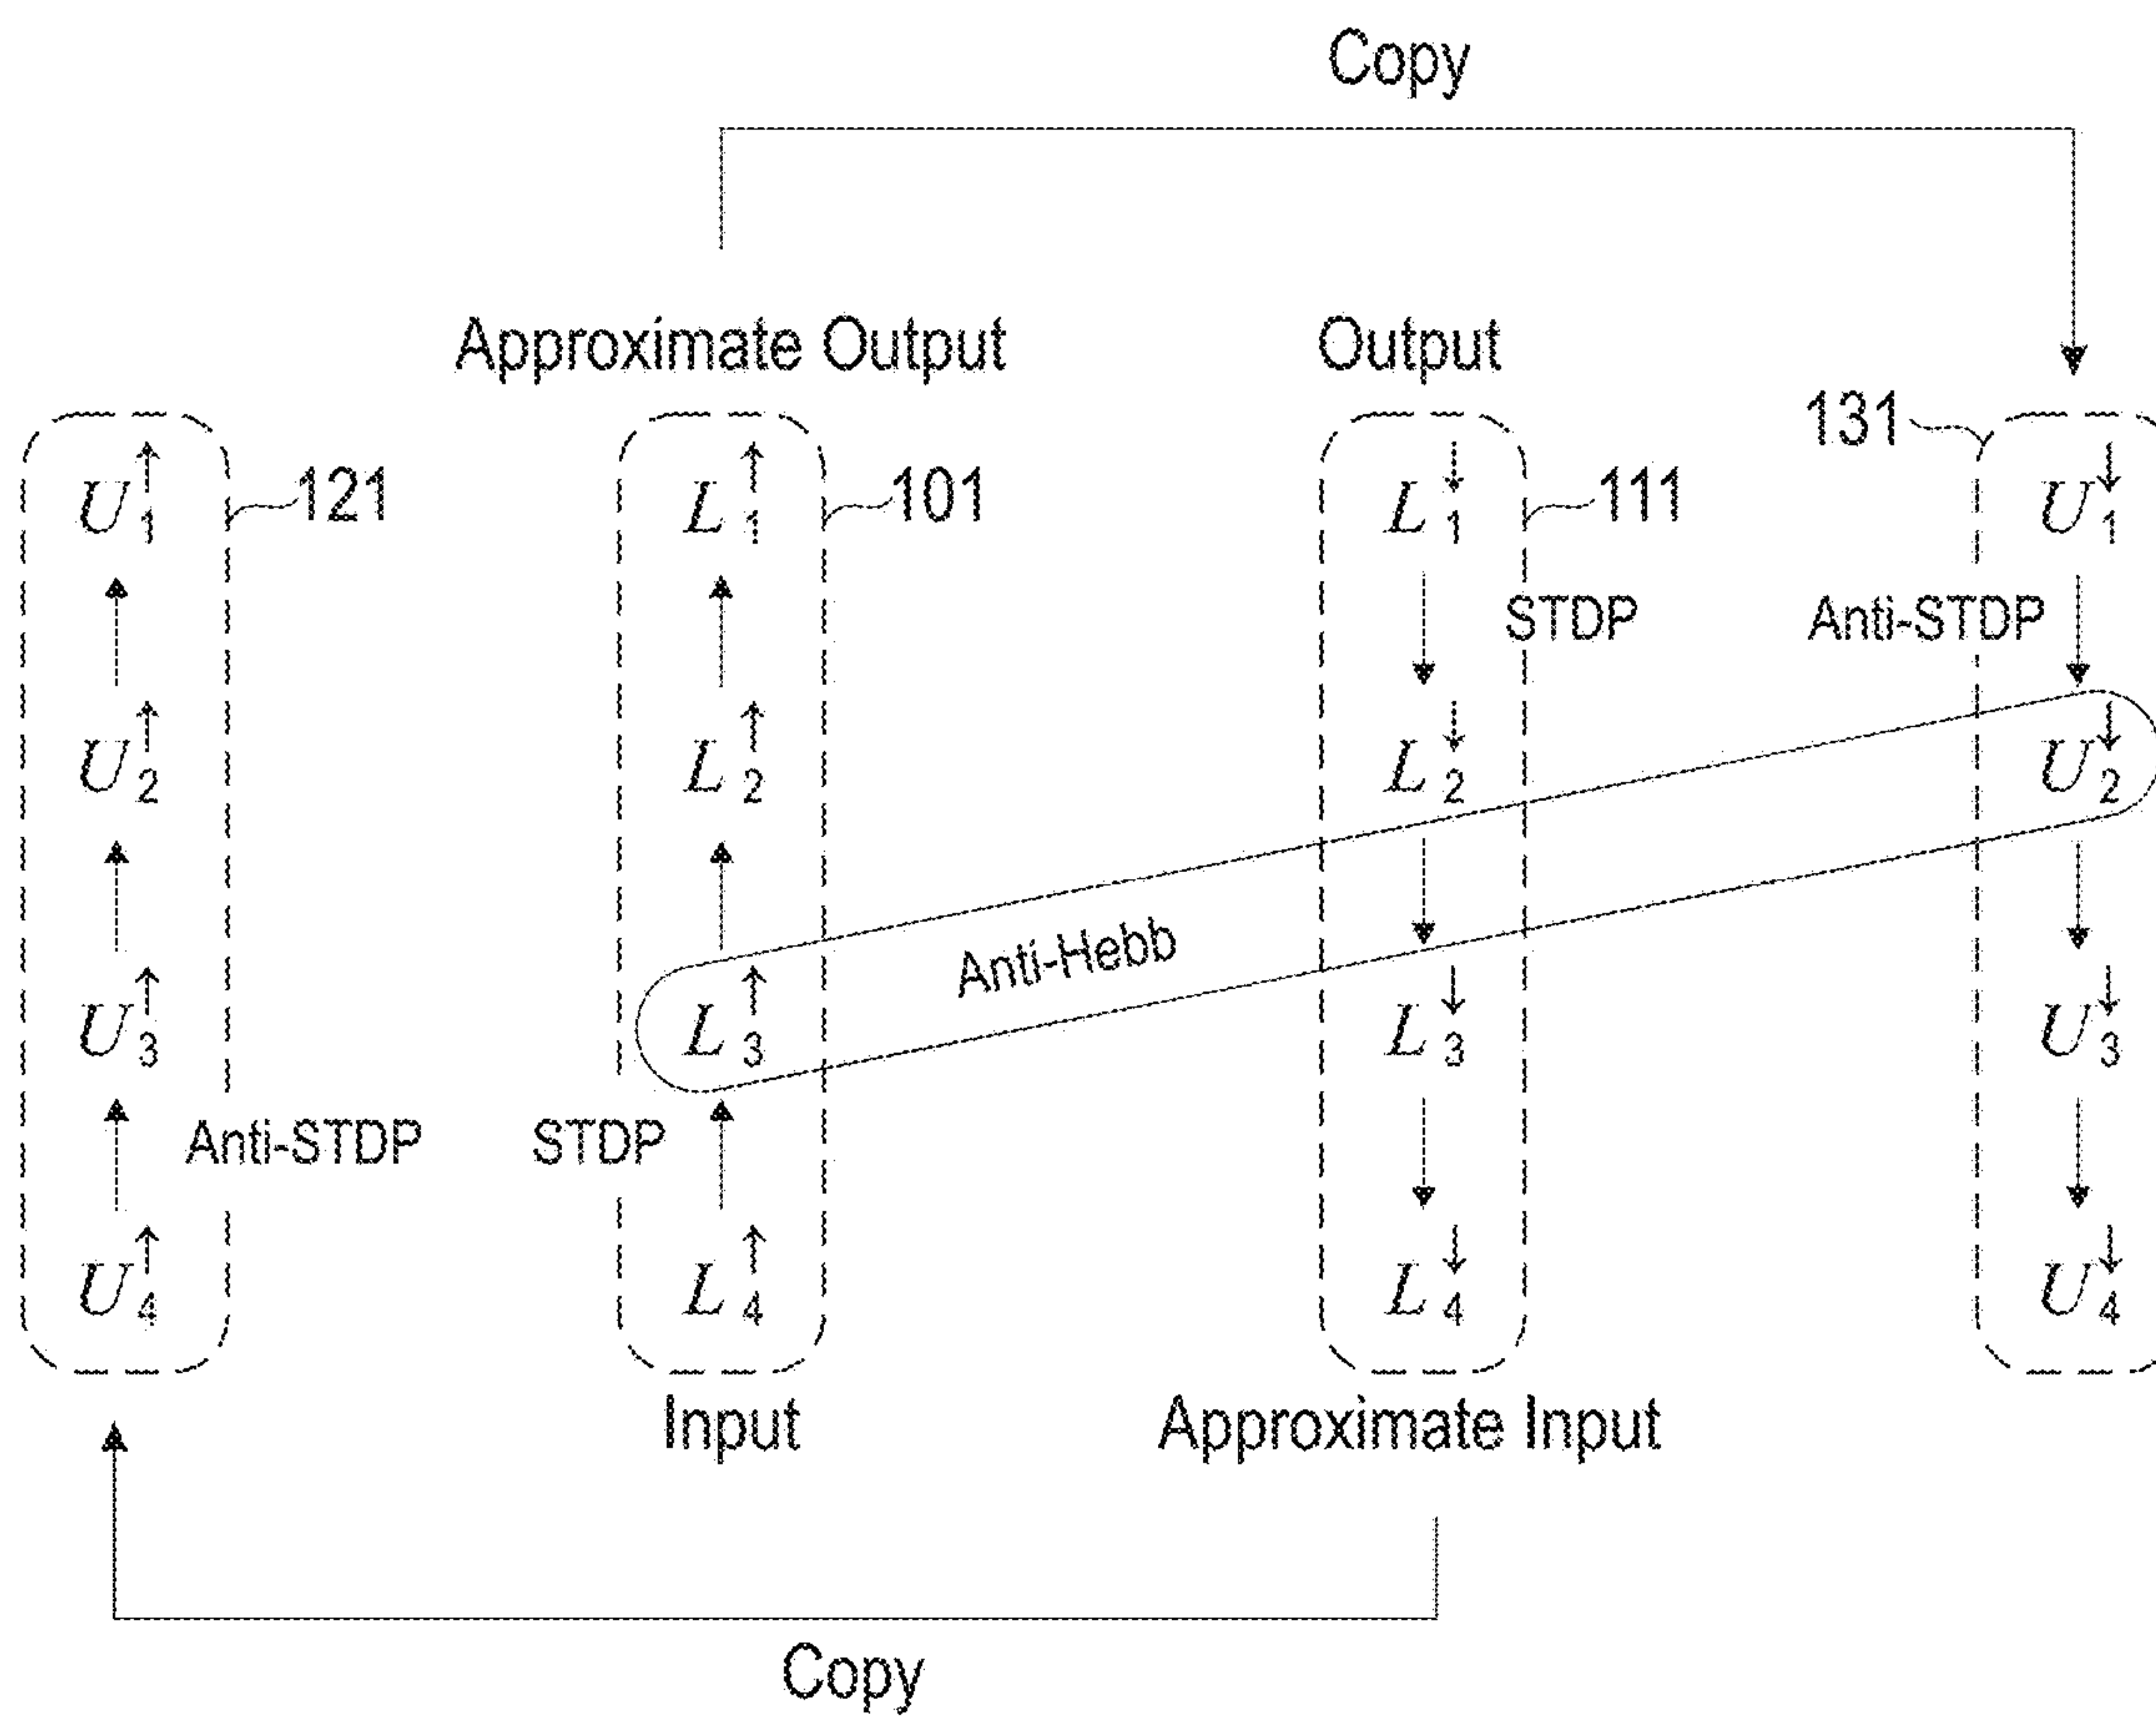 Copy
Approximate Output
Output
131
U↑1
121
L↑1
101
L↓1
111
U↓1
STDP
Anti-STDP
U↑2
L↑2
L↓2
U↓2
Anti-Hebb
U↑3
L↑3
L↓3
U↓3
Anti-STDP
STDP
U↑4
L↑4
L↓4
U↓4
Input
Approximate Input
Copy